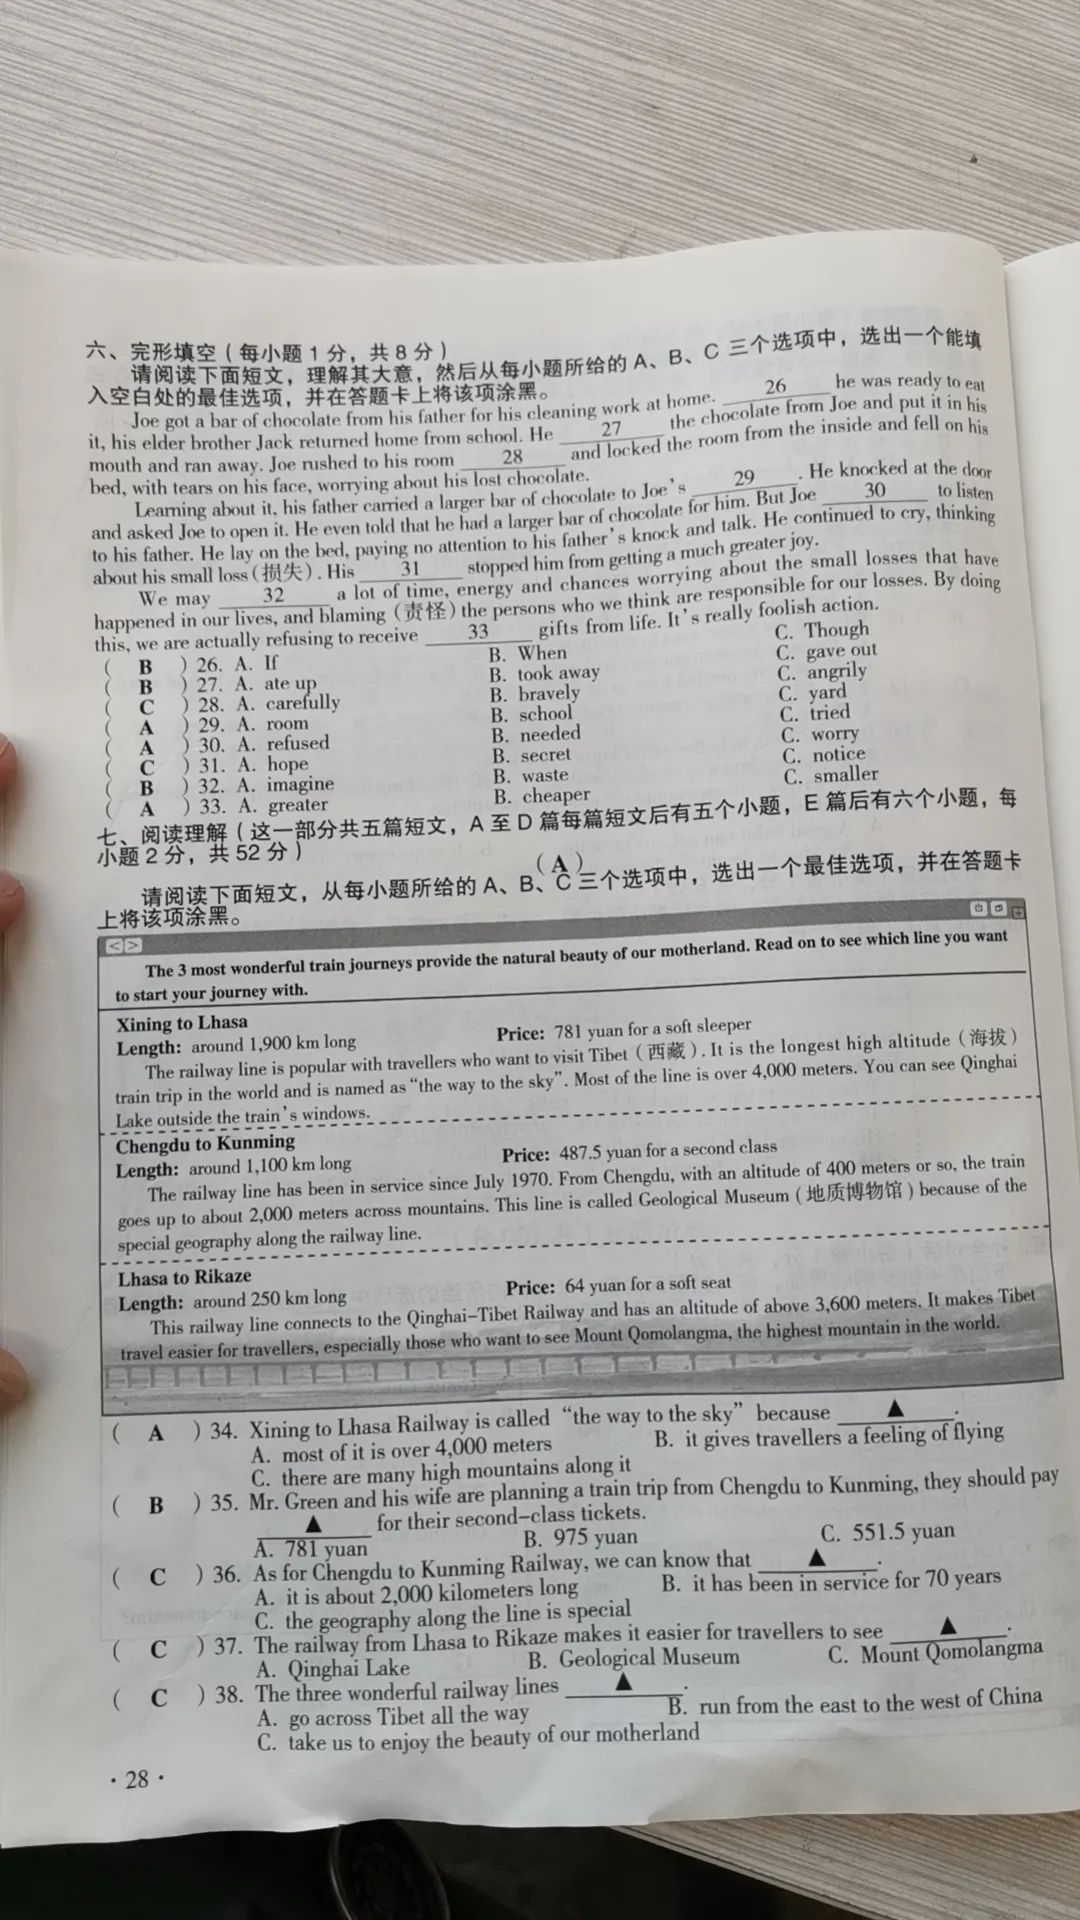 六、完形填空(每小题1分，共8分)
请阅读下面短文，理解其大意，然后从每小题所给的A、B、C三个选项中，选出一个能填
入空白处的最佳选项，并在答题卡上将该项涂黑。
Joe got a bar of chocolate from his father for his cleaning work at home. 26 he was ready to eat
it, his elder brother Jack returned home from school. He 27 the chocolate from Joe and put it in his
mouth and ran away. Joe rushed to his room 28 and locked the room from the inside and fell on his
bed, with tears on his face, worrying about his lost chocolate.
Learning about it, his father carried a larger bar of chocolate to Joe's 29 . He knocked at the door
and asked Joe to open it. He even told that he had a larger bar of chocolate for him. But Joe 30 to listen
to his father. He lay on the bed, paying no attention to his father's knock and talk. He continued to cry, thinking
about his small loss(损失). His 31 stopped him from getting a much greater joy.
We may 32 a lot of time, energy and chances worrying about the small losses that have
happened in our lives, and blaming (责怪) the persons who we think are responsible for our losses. By doing
this, we are actually refusing to receive 33 gifts from life. It's really foolish action.
( B ) 26. A. If B. When C. Though
( B ) 27. A. ate up B. took away C. gave out
( C ) 28. A. carefully B. bravely C. angrily
( A ) 29. A. room B. school C. yard
( A ) 30. A. refused B. needed C. tried
( C ) 31. A. hope B. secret C. worry
( B ) 32. A. imagine B. waste C. notice
( A ) 33. A. greater B. cheaper C. smaller
七、阅读理解(这一部分共五篇短文，A至D篇每篇短文后有五个小题，E篇后有六个小题，每
小题2分，共52分)
(A)
请阅读下面短文，从每小题所给的A、B、C三个选项中，选出一个最佳选项，并在答题卡
上将该项涂黑。
The 3 most wonderful train journeys provide the natural beauty of our motherland. Read on to see which line you want
to start your journey with.
Xining to Lhasa
Length: around 1,900 km long Price: 781 yuan for a soft sleeper
The railway line is popular with travellers who want to visit Tibet (西藏). It is the longest high altitude (海拔)
train trip in the world and is named as "the way to the sky". Most of the line is over 4,000 meters. You can see Qinghai
Lake outside the train's windows.
Chengdu to Kunming
Length: around 1,100 km long Price: 487.5 yuan for a second class
The railway line has been in service since July 1970. From Chengdu, with an altitude of 400 meters or so, the train
goes up to about 2,000 meters across mountains. This line is called Geological Museum (地质博物馆) because of the
special geography along the railway line.
Lhasa to Rikaze
Length: around 250 km long Price: 64 yuan for a soft seat
This railway line connects to the Qinghai-Tibet Railway and has an altitude of above 3,600 meters. It makes Tibet
travel easier for travellers, especially those who want to see Mount Qomolangma, the highest mountain in the world.
( A ) 34. Xining to Lhasa Railway is called "the way to the sky" because ▲ .
A. most of it is over 4,000 meters B. it gives travellers a feeling of flying
C. there are many high mountains along it
( B ) 35. Mr. Green and his wife are planning a train trip from Chengdu to Kunming, they should pay
▲ for their second-class tickets.
A. 781 yuan B. 975 yuan C. 551.5 yuan
( C ) 36. As for Chengdu to Kunming Railway, we can know that ▲ .
A. it is about 2,000 kilometers long B. it has been in service for 70 years
C. the geography along the line is special
( C ) 37. The railway from Lhasa to Rikaze makes it easier for travellers to see ▲ .
A. Qinghai Lake B. Geological Museum C. Mount Qomolangma
( C ) 38. The three wonderful railway lines ▲ .
A. go across Tibet all the way B. run from the east to the west of China
C. take us to enjoy the beauty of our motherland
·28·